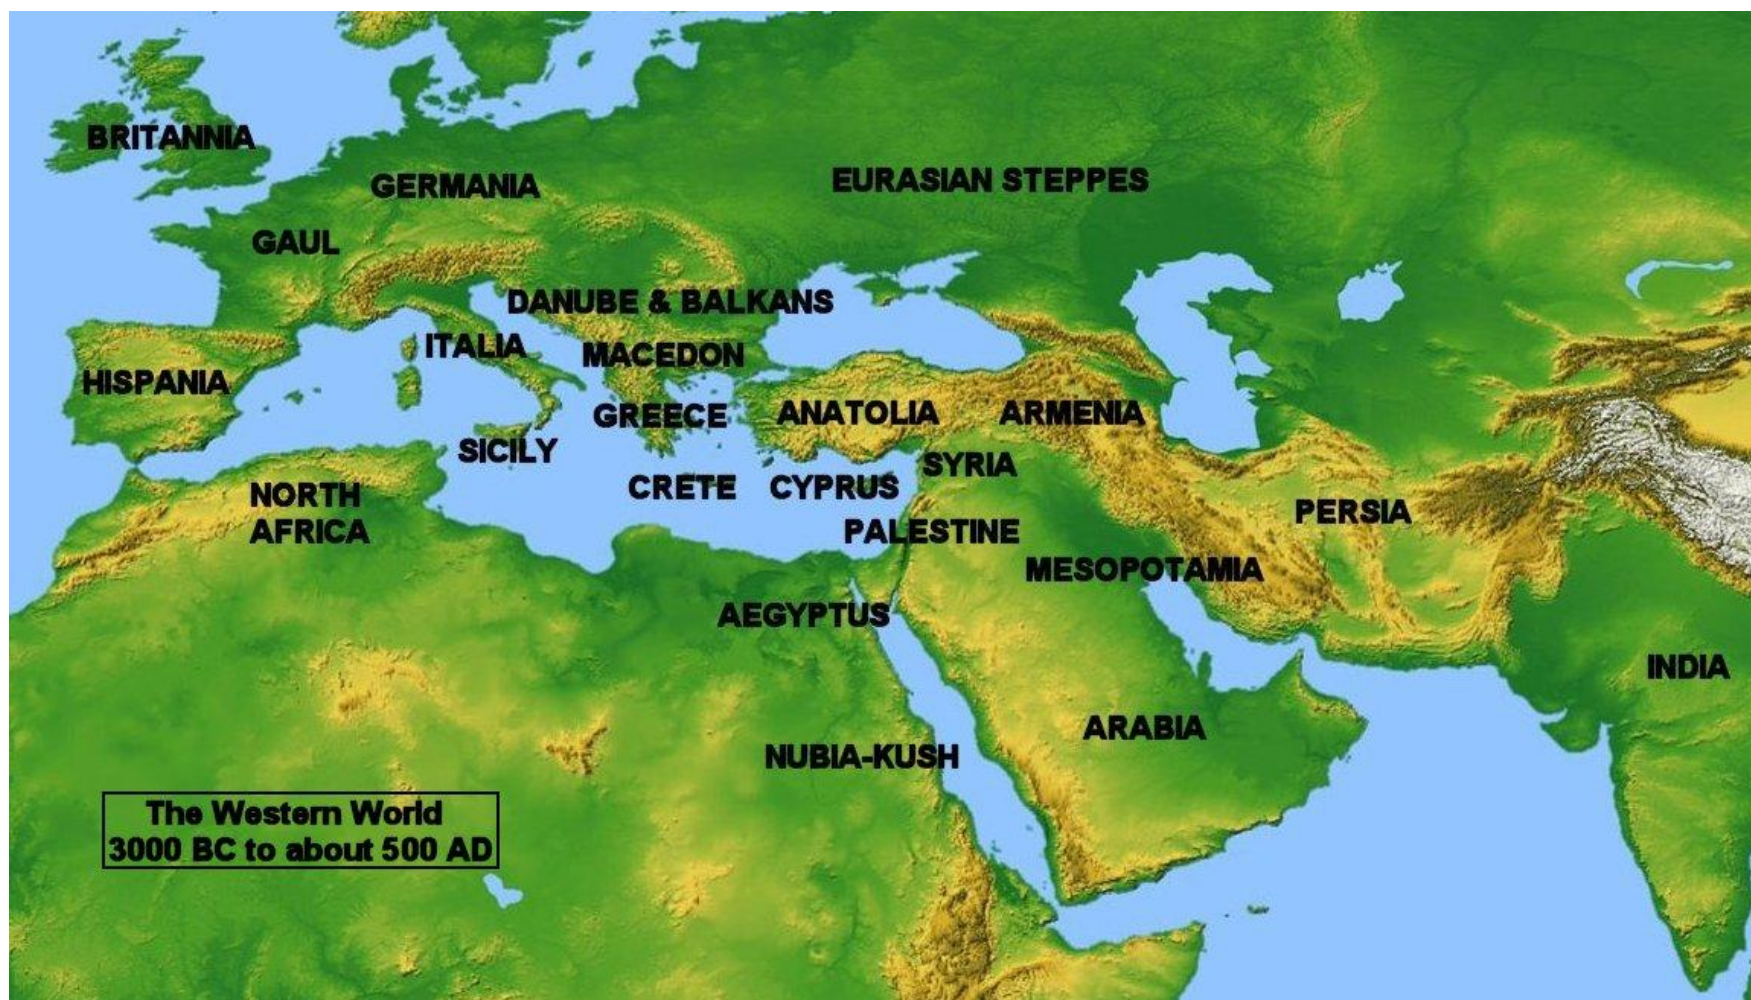 BRITANNIA
GERMANIA
EURASIAN STEPPES
GAUL
DANUBE & BALKANS
ITALIA
MACEDON
HISPANIA
GREECE
ANATOLIA
ARMENIA
SICILY
SYRIA
CRETE
CYPRUS
NORTH
AFRICA
PERSIA
PALESTINE
MESOPOTAMIA
AEGYPTUS
INDIA
ARABIA
NUBIA-KUSH
The Western World
3000 BC to about 500 AD